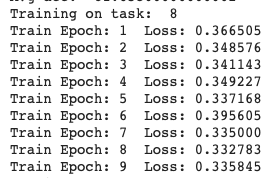 Training on task:  8
Train Epoch: 1  Loss: 0.366505
Train Epoch: 2  Loss: 0.348576
Train Epoch: 3  Loss: 0.341143
Train Epoch: 4  Loss: 0.349227
Train Epoch: 5  Loss: 0.337168
Train Epoch: 6  Loss: 0.395605
Train Epoch: 7  Loss: 0.335000
Train Epoch: 8  Loss: 0.332783
Train Epoch: 9  Loss: 0.335845